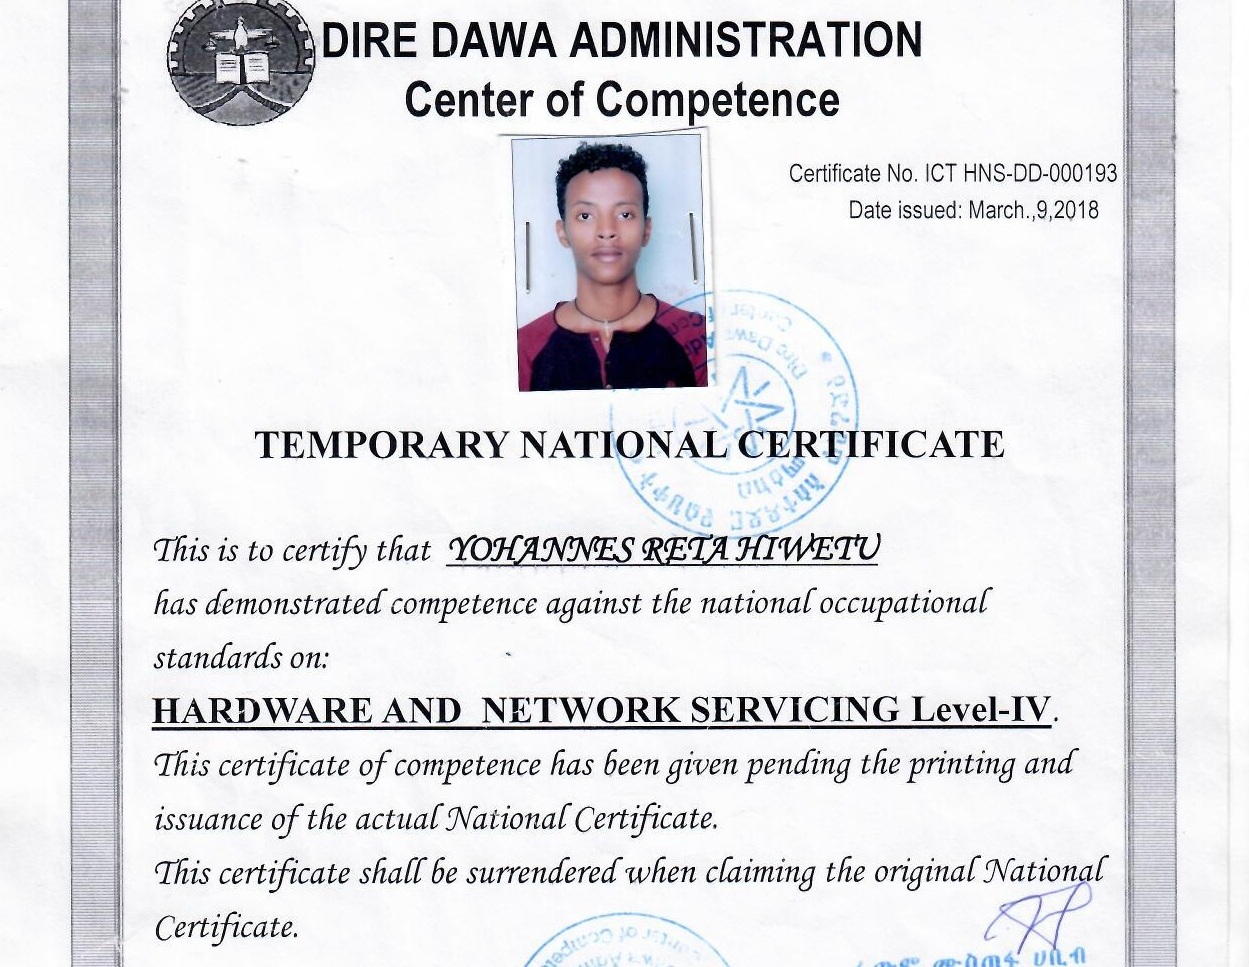 DIRE DAWA ADMINISTRATION
Center of Competence
Certificate No. ICT HNS-DD-000193
Date issued: March.,9,2018
TEMPORARY NATIONAL CERTIFICATE
This is to certify that YOHANNES RETA HIWETU
has demonstrated competence against the national occupational
standards on:
HARDWARE AND NETWORK SERVICING Level-IV.
This certificate of competence has been given pending the printing and
issuance of the actual National Certificate.
This certificate shall be surrendered when claiming the original National
Certificate.
ሙስጠፋ ሀቢብ